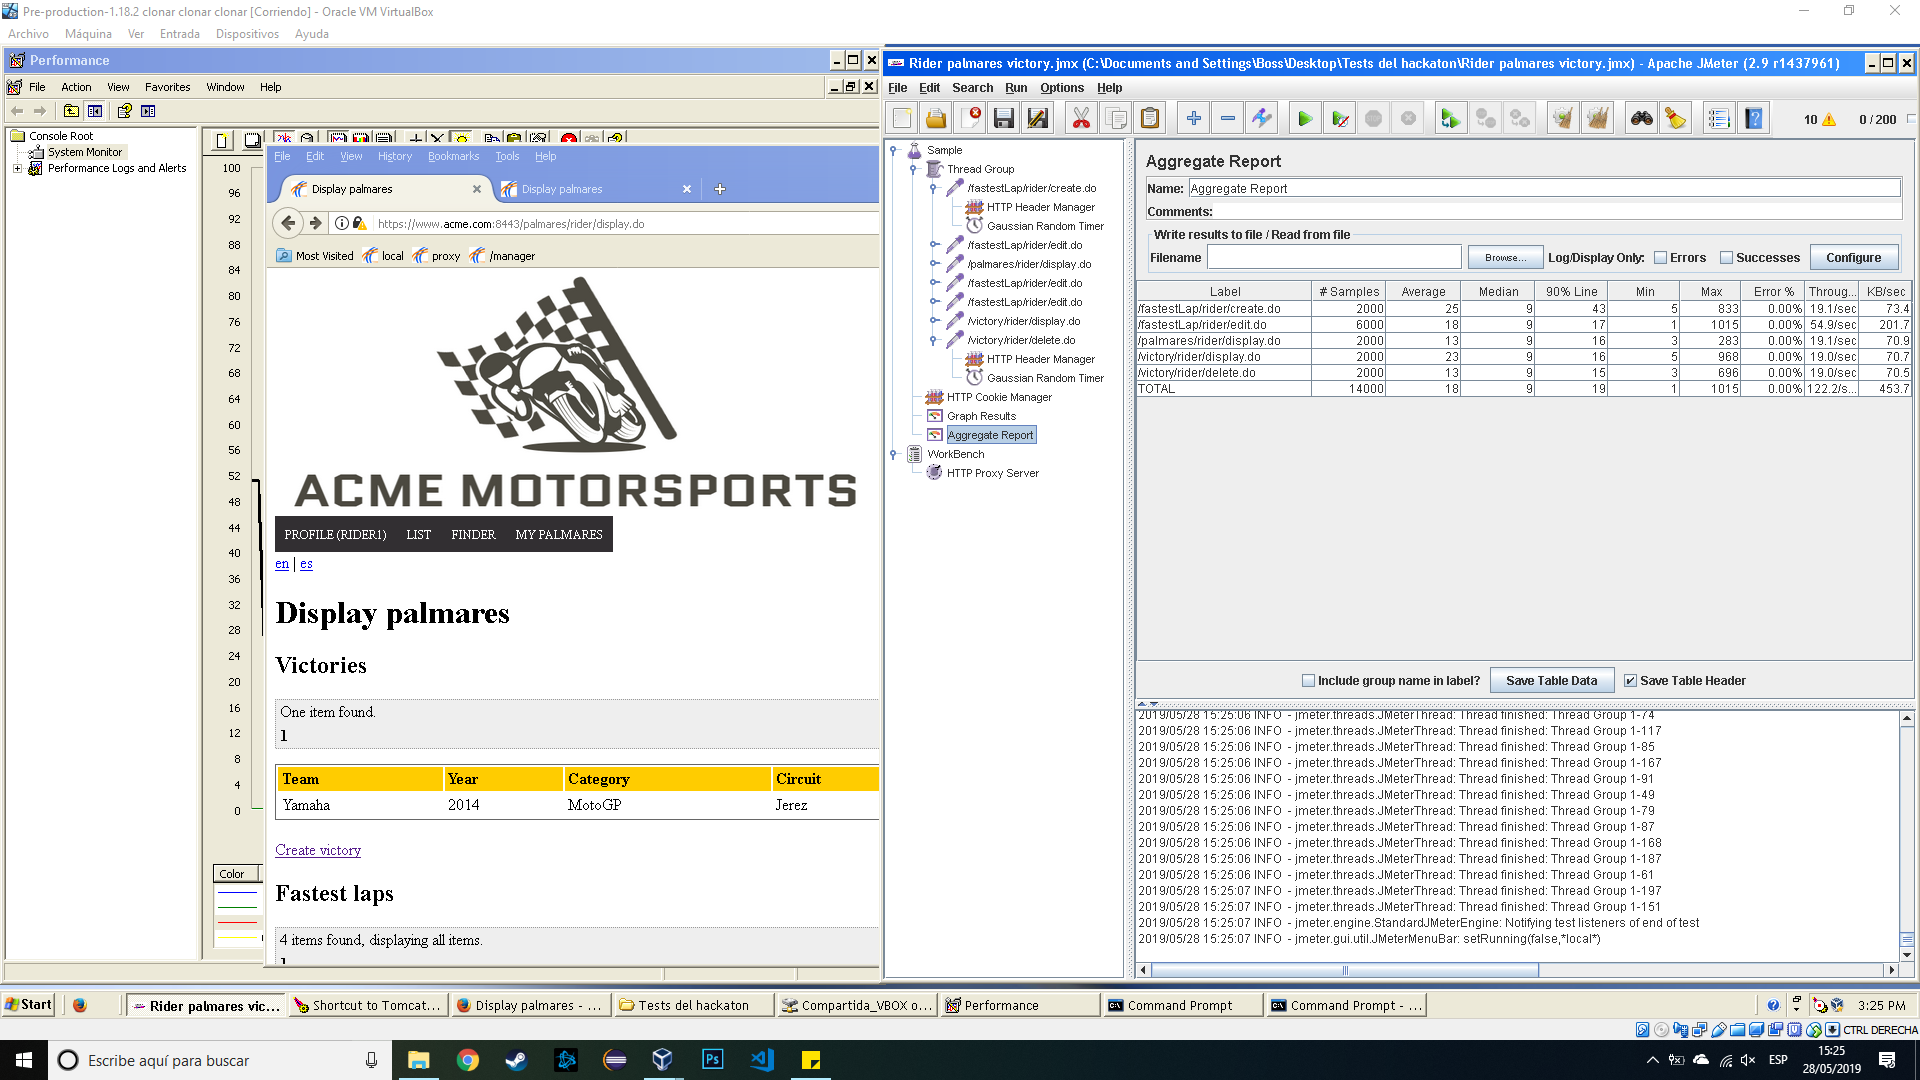 Pre-production-1.18.2 clonar clonar clonar [Corriendo] - Oracle VM VirtualBox
Archivo Máquina Ver Entrada Dispositivos Ayuda
Performance
File Action View Favorites Window Help
Console Root
System Monitor
Performance Logs and Alerts
100
96
92
88
84
80
76
72
68
64
60
56
52
48
44
40
36
32
28
24
20
16
12
8
4
0
Color
File Edit View History Bookmarks Tools Help
Display palmares
Display palmares
https://www.acme.com:8443/palmares/rider/display.do
Most Visited local proxy /manager
ACME MOTORSPORTS
PROFILE (RIDER1) LIST FINDER MY PALMARES
en | es
Display palmares
Victories
One item found.
1
Team Year Category Circuit
Yamaha 2014 MotoGP Jerez
Create victory
Fastest laps
4 items found, displaying all items.
1
Rider palmares victory.jmx (C:\Documents and Settings\Boss\Desktop\Tests del hackaton\Rider palmares victory.jmx) - Apache JMeter (2.9 r1437961)
File Edit Search Run Options Help
10 0 / 200
Sample
Thread Group
/fastestLap/rider/create.do
HTTP Header Manager
Gaussian Random Timer
/fastestLap/rider/edit.do
/palmares/rider/display.do
/fastestLap/rider/edit.do
/fastestLap/rider/edit.do
/victory/rider/display.do
/victory/rider/delete.do
HTTP Header Manager
Gaussian Random Timer
HTTP Cookie Manager
Graph Results
Aggregate Report
WorkBench
HTTP Proxy Server
Aggregate Report
Name: Aggregate Report
Comments:
Write results to file / Read from file
Filename Browse... Log/Display Only: Errors Successes Configure
Label # Samples Average Median 90% Line Min Max Error % Throug... KB/sec
/fastestLap/rider/create.do 2000 25 9 43 5 833 0.00% 19.1/sec 73.4
/fastestLap/rider/edit.do 6000 18 9 17 1 1015 0.00% 54.9/sec 201.7
/palmares/rider/display.do 2000 13 9 16 3 283 0.00% 19.1/sec 70.9
/victory/rider/display.do 2000 23 9 16 5 968 0.00% 19.0/sec 70.7
/victory/rider/delete.do 2000 13 9 15 3 696 0.00% 19.0/sec 70.5
TOTAL 14000 18 9 19 1 1015 0.00% 122.2/s... 453.7
Include group name in label? Save Table Data Save Table Header
2019/05/28 15:25:06 INFO - jmeter.threads.JMeterThread: Thread finished: Thread Group 1-74
2019/05/28 15:25:06 INFO - jmeter.threads.JMeterThread: Thread finished: Thread Group 1-117
2019/05/28 15:25:06 INFO - jmeter.threads.JMeterThread: Thread finished: Thread Group 1-85
2019/05/28 15:25:06 INFO - jmeter.threads.JMeterThread: Thread finished: Thread Group 1-167
2019/05/28 15:25:06 INFO - jmeter.threads.JMeterThread: Thread finished: Thread Group 1-91
2019/05/28 15:25:06 INFO - jmeter.threads.JMeterThread: Thread finished: Thread Group 1-49
2019/05/28 15:25:06 INFO - jmeter.threads.JMeterThread: Thread finished: Thread Group 1-79
2019/05/28 15:25:06 INFO - jmeter.threads.JMeterThread: Thread finished: Thread Group 1-87
2019/05/28 15:25:06 INFO - jmeter.threads.JMeterThread: Thread finished: Thread Group 1-168
2019/05/28 15:25:06 INFO - jmeter.threads.JMeterThread: Thread finished: Thread Group 1-187
2019/05/28 15:25:06 INFO - jmeter.threads.JMeterThread: Thread finished: Thread Group 1-61
2019/05/28 15:25:07 INFO - jmeter.threads.JMeterThread: Thread finished: Thread Group 1-197
2019/05/28 15:25:07 INFO - jmeter.threads.JMeterThread: Thread finished: Thread Group 1-151
2019/05/28 15:25:07 INFO - jmeter.engine.StandardJMeterEngine: Notifying test listeners of end of test
2019/05/28 15:25:07 INFO - jmeter.gui.util.JMeterMenuBar: setRunning(false,*local*)
Start Rider palmares vic... Shortcut to Tomcat... Display palmares - ... Tests del hackaton Compartida_VBOX o... Performance Command Prompt Command Prompt - ... 3:25 PM
CTRL DERECHA
Escribe aquí para buscar
Ps
ESP
15:25
28/05/2019